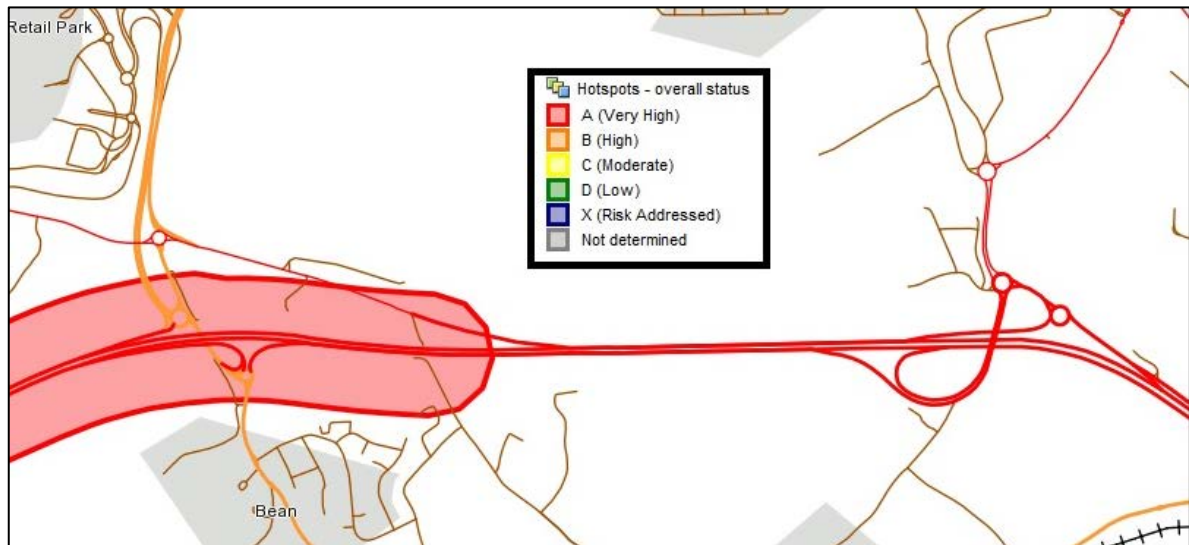 Retail Park
Hotspots - overall status
A (Very High)
B (High)
C (Moderate)
D (Low)
X (Risk Addressed)
Not determined
Bean